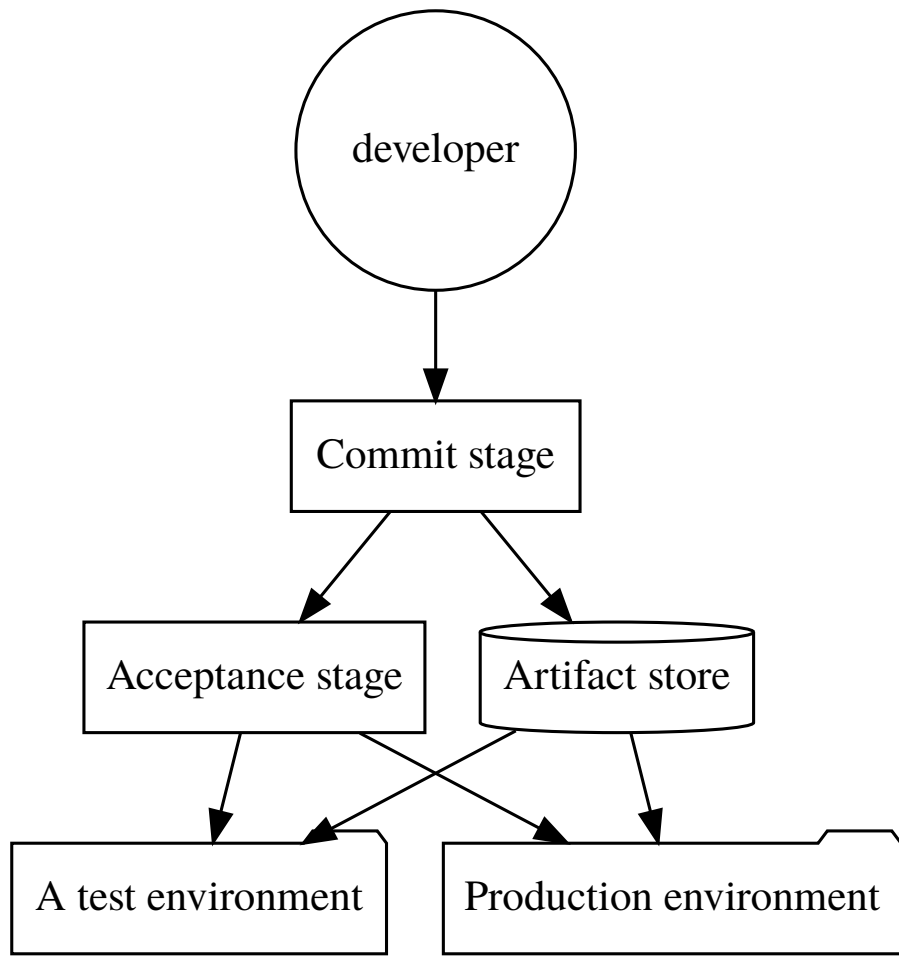 developer
Commit stage
Acceptance stage
Artifact store
A test environment
Production environment